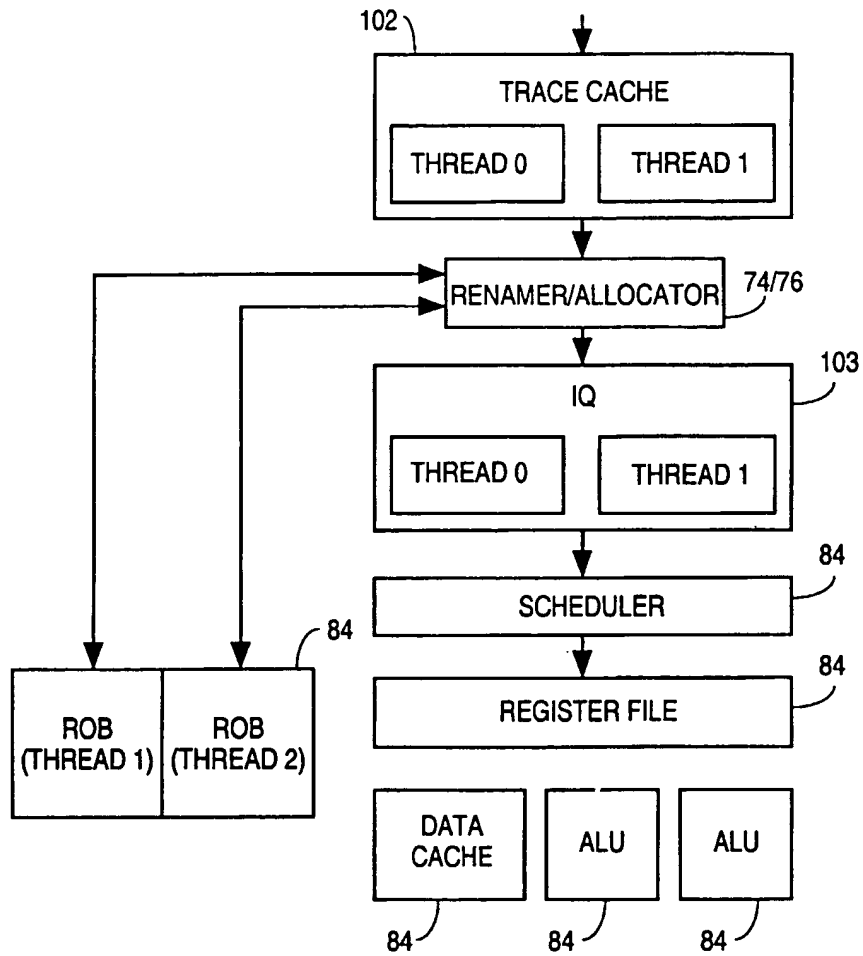 102
TRACE CACHE
THREAD 0
THREAD 1
RENAMER/ALLOCATOR
74/76
103
IQ
THREAD 0
THREAD 1
84
SCHEDULER
84
REGISTER FILE
84
ROB
(THREAD 1)
ROB
(THREAD 2)
DATA
CACHE
ALU
ALU
84
84
84